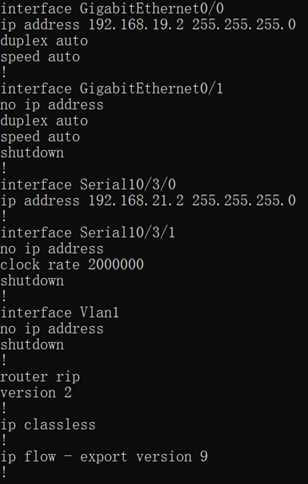 interface GigabitEthernet0/0
ip address 192.168.19.2 255.255.255.0
duplex auto
speed auto
!
interface GigabitEthernet0/1
no ip address
duplex auto
speed auto
shutdown
!
interface Serial10/3/0
ip address 192.168.21.2 255.255.255.0
!
interface Serial10/3/1
no ip address
clock rate 2000000
shutdown
!
interface Vlan1
no ip address
shutdown
!
router rip
version 2
!
ip classless
!
ip flow - export version 9
!